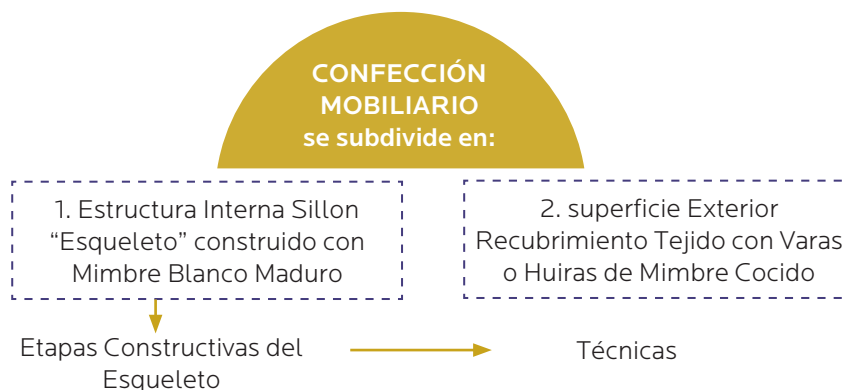 CONFECCIÓN
MOBILIARIO
se subdivide en:
1. Estructura Interna Sillon
“Esqueleto” construido con
Mimbre Blanco Maduro
2. superficie Exterior
Recubrimiento Tejido con Varas
o Huiras de Mimbre Cocido
Etapas Constructivas del
Esqueleto
Técnicas